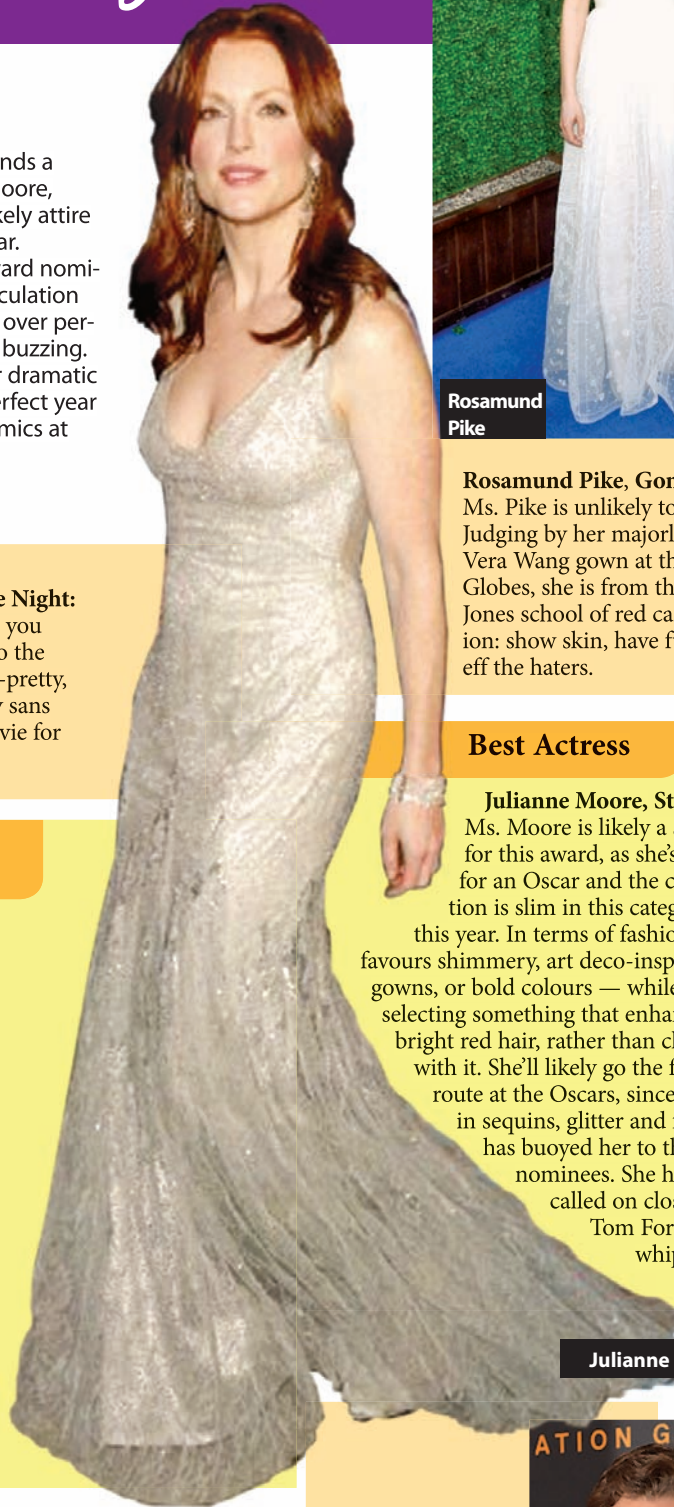 nds a
oore,
kely attire
ar.
vard nomi-
culation
over per-
buzzing.
r dramatic
erfect year
mics at
e Night:
you
o the
-pretty,
y sans
vie for
Rosamund
Pike
Rosamund Pike, Gon
Ms. Pike is unlikely to
Judging by her majorl
Vera Wang gown at th
Globes, she is from th
Jones school of red ca
ion: show skin, have f
eff the haters.
Best Actress
Julianne Moore, St
Ms. Moore is likely a
for this award, as she's
for an Oscar and the c
tion is slim in this categ
this year. In terms of fashio
favours shimmery, art deco-insp
gowns, or bold colours — while
selecting something that enha
bright red hair, rather than cl
with it. She'll likely go the f
route at the Oscars, since
in sequins, glitter and
has buoyed her to th
nominees. She h
called on clo
Tom For
whip
Julianne
ATION G